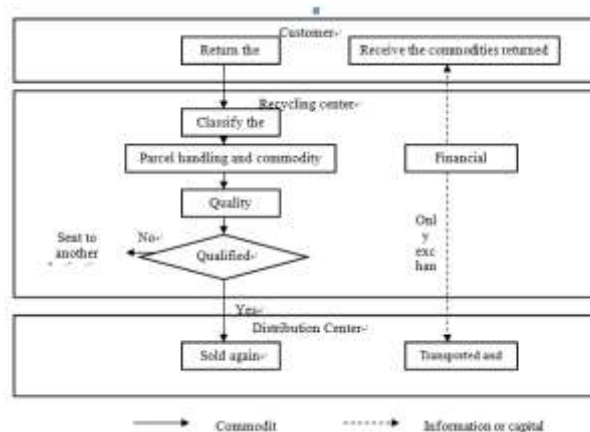 Customer
Return the
Receive the commodities returned
Recycling center
Classify the
Parcel handling and commodity
Financial
Quality
Onl
y
exc
han
Sent to
another
No
Qualified
Yes
Distribution Center
Sold again
Transported and
Commodit
Information or capital